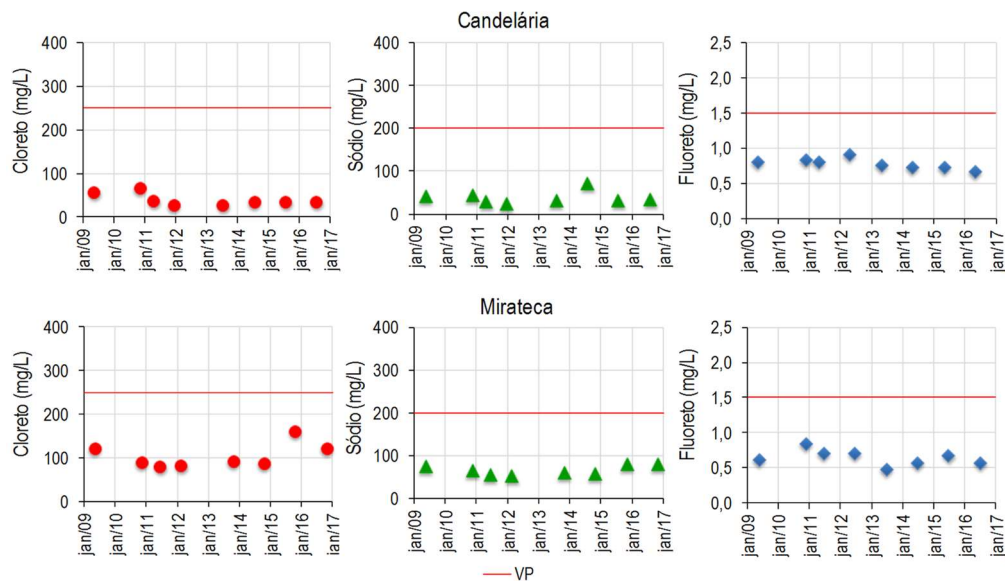 Candelária
Cloreto (mg/L)
400
300
200
100
0
jan/09
jan/10
jan/11
jan/12
jan/13
jan/14
jan/15
jan/16
jan/17
Sódio (mg/L)
400
300
200
100
0
jan/09
jan/10
jan/11
jan/12
jan/13
jan/14
jan/15
jan/16
jan/17
Fluoreto (mg/L)
2,5
2,0
1,5
1,0
0,5
0,0
jan/09
jan/10
jan/11
jan/12
jan/13
jan/14
jan/15
jan/16
jan/17
Mirateca
Cloreto (mg/L)
400
300
200
100
0
jan/09
jan/10
jan/11
jan/12
jan/13
jan/14
jan/15
jan/16
jan/17
Sódio (mg/L)
400
300
200
100
0
jan/09
jan/10
jan/11
jan/12
jan/13
jan/14
jan/15
jan/16
jan/17
Fluoreto (mg/L)
2,5
2,0
1,5
1,0
0,5
0,0
jan/09
jan/10
jan/11
jan/12
jan/13
jan/14
jan/15
jan/16
jan/17
VP